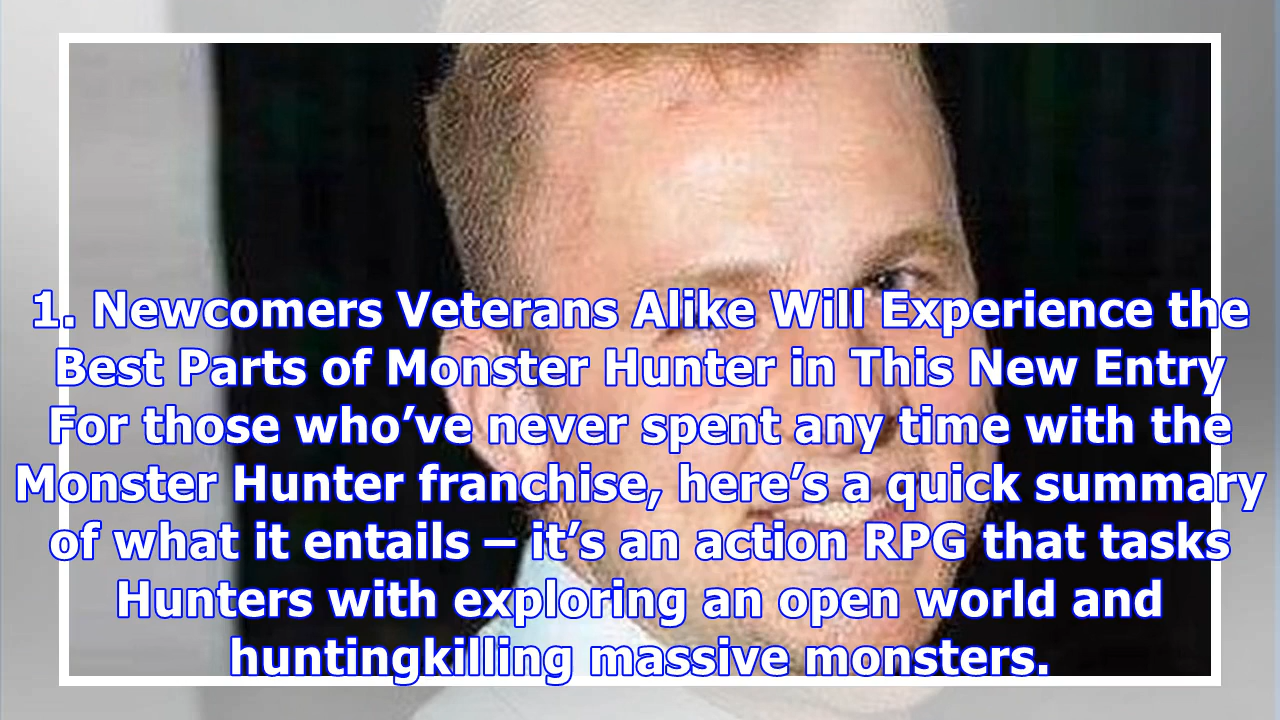 1. Newcomers Veterans Alike Will Experience the
Best Parts of Monster Hunter in This New Entry
For those who’ve never spent any time with the
Monster Hunter franchise, here’s a quick summary
of what it entails – it’s an action RPG that tasks
Hunters with exploring an open world and
huntingkilling massive monsters.